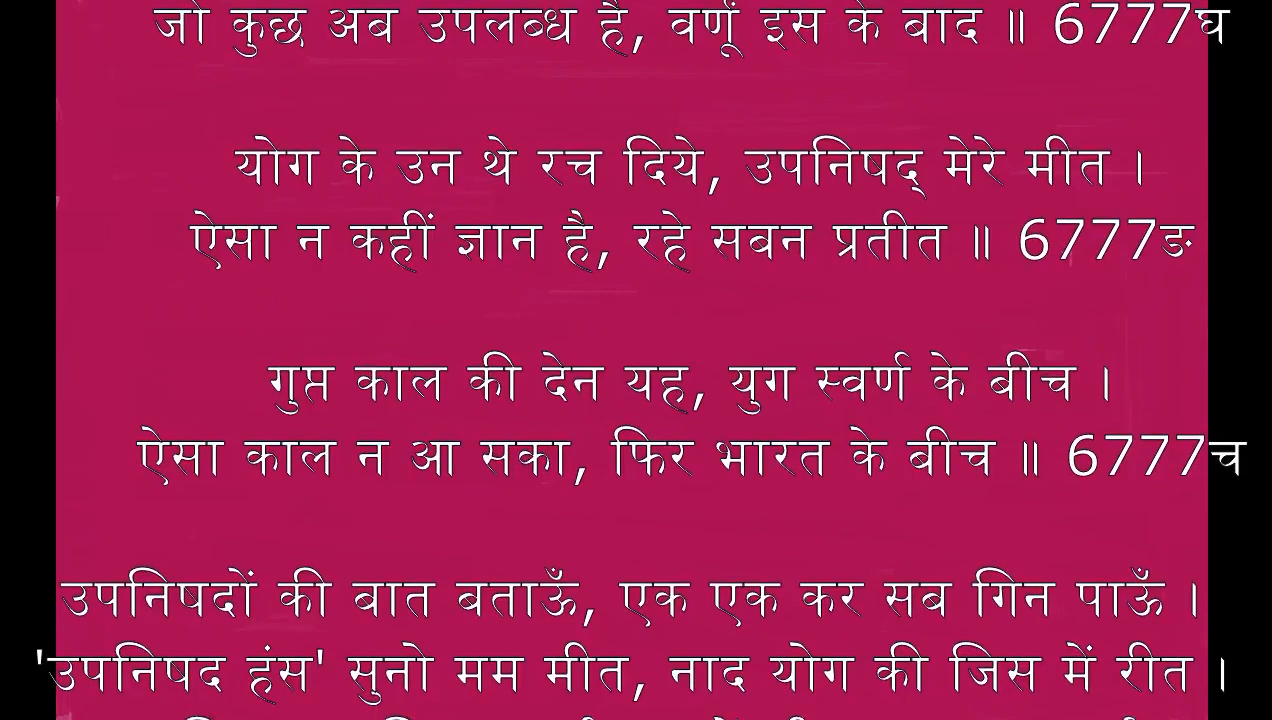 जो कुछ अब उपलब्ध है, वर्णूं इस के बाद ॥ 6777घ
योग के उन थे रच दिये, उपनिषद् मेरे मीत ।
ऐसा न कहीं ज्ञान है, रहे सबन प्रतीत ॥ 6777ङ
गुप्त काल की देन यह, युग स्वर्ण के बीच ।
ऐसा काल न आ सका, फिर भारत के बीच ॥ 6777च
उपनिषदों की बात बताऊँ, एक एक कर सब गिन पाऊँ ।
'उपनिषद हंस' सुनो मम मीत, नाद योग की जिस में रीत ।